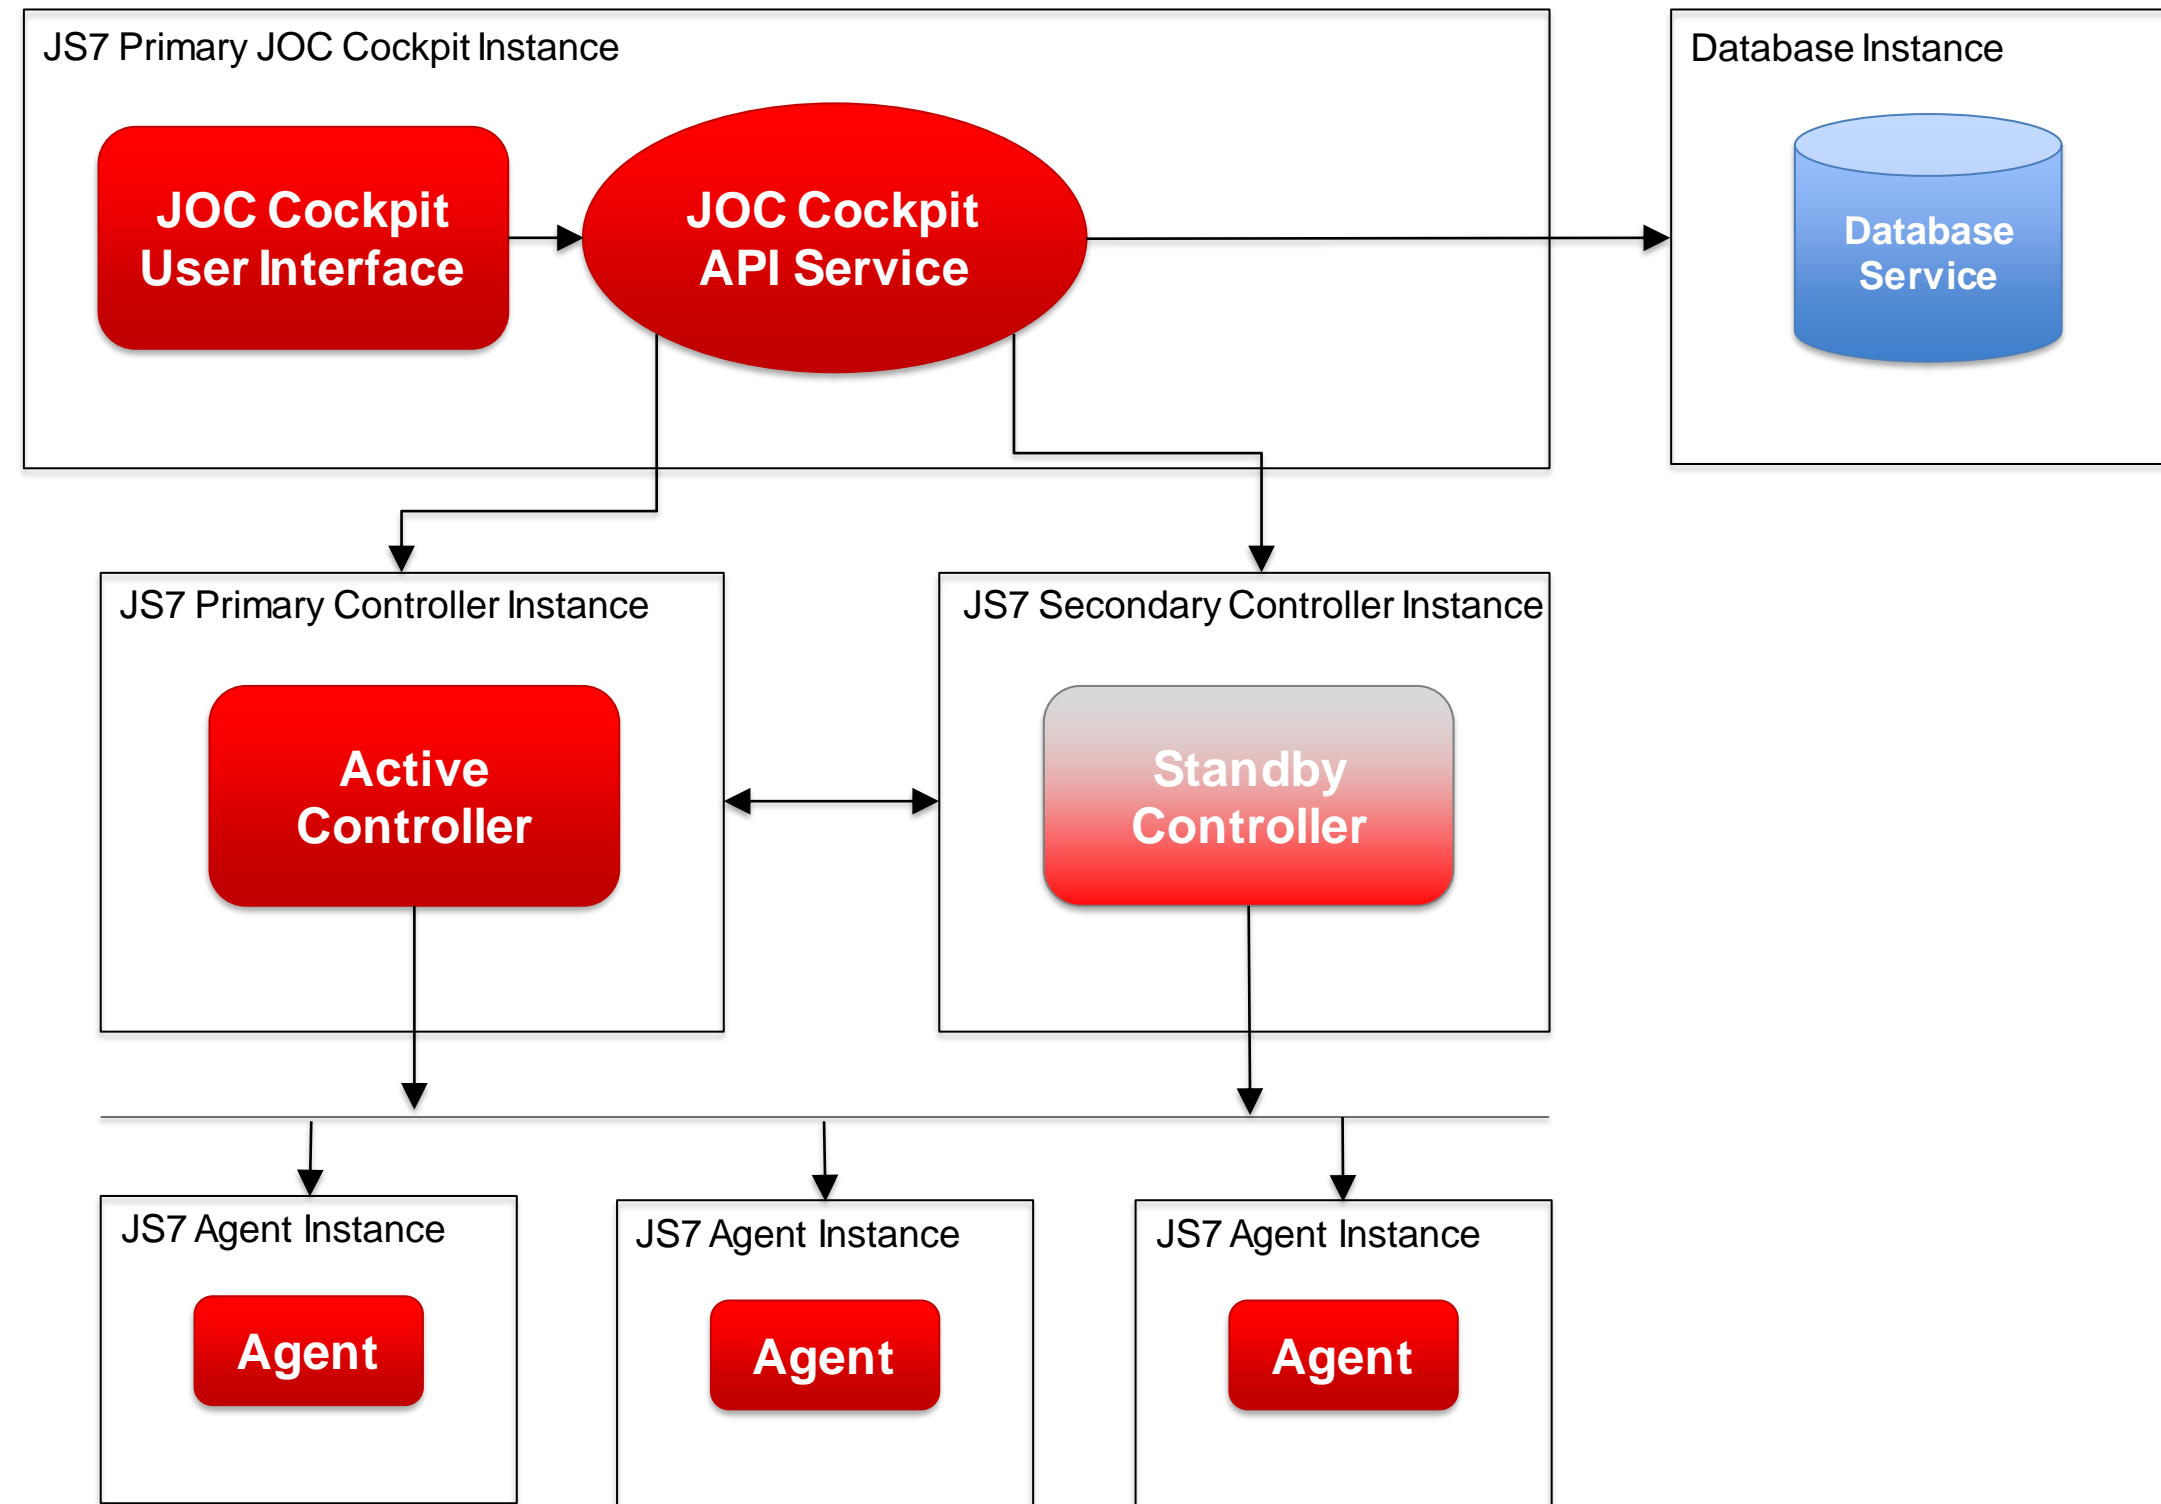 JS7 Primary JOC Cockpit Instance
Database Instance
JOC Cockpit
User Interface
JOC Cockpit
API Service
Database
Service
JS7 Primary Controller Instance
JS7 Secondary Controller Instance
Active
Controller
Standby
Controller
JS7 Agent Instance
JS7 Agent Instance
JS7 Agent Instance
Agent
Agent
Agent